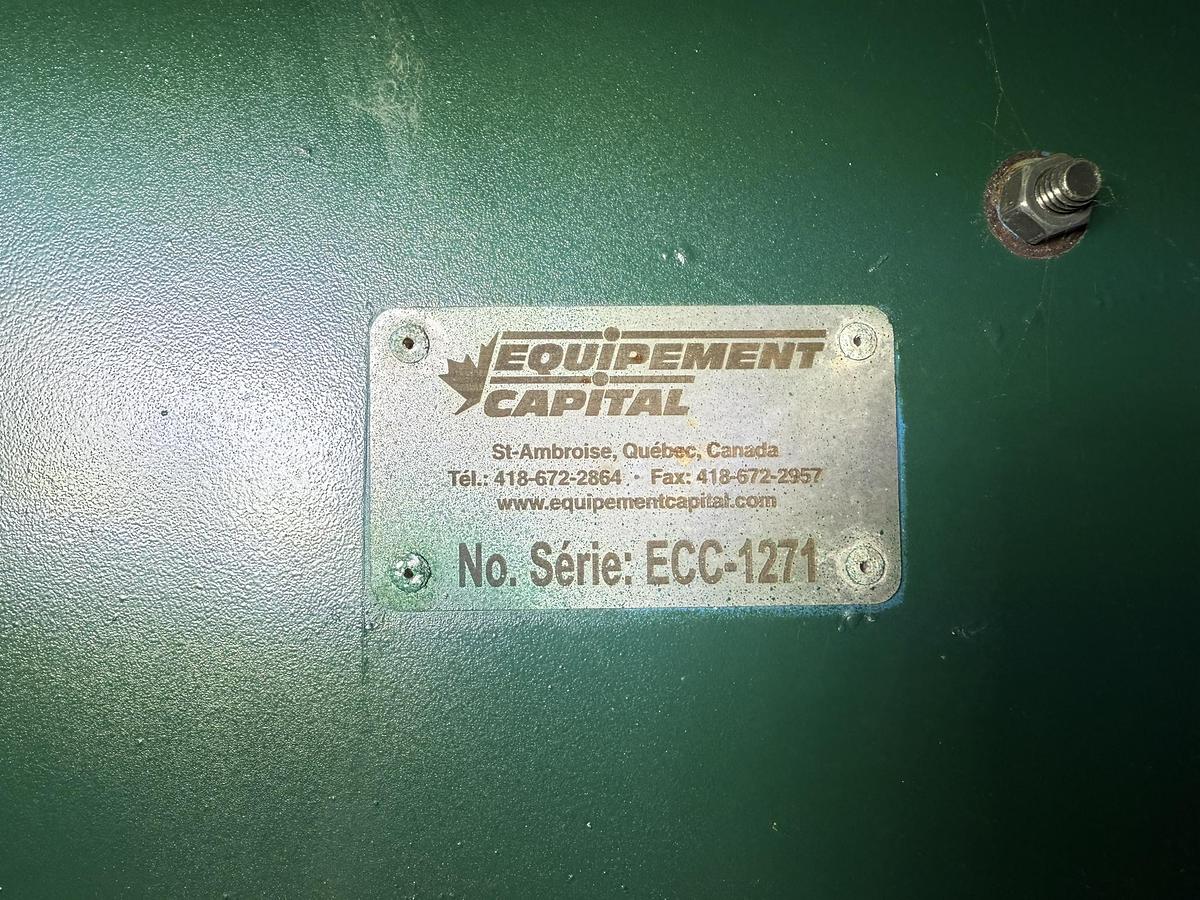 EQUIPEMENT
CAPITAL
St-Ambroise, Québec, Canada
Tél.: 418-672-2864 · Fax: 418-672-2957
www.equipementcapital.com
No. Série: ECC-1271